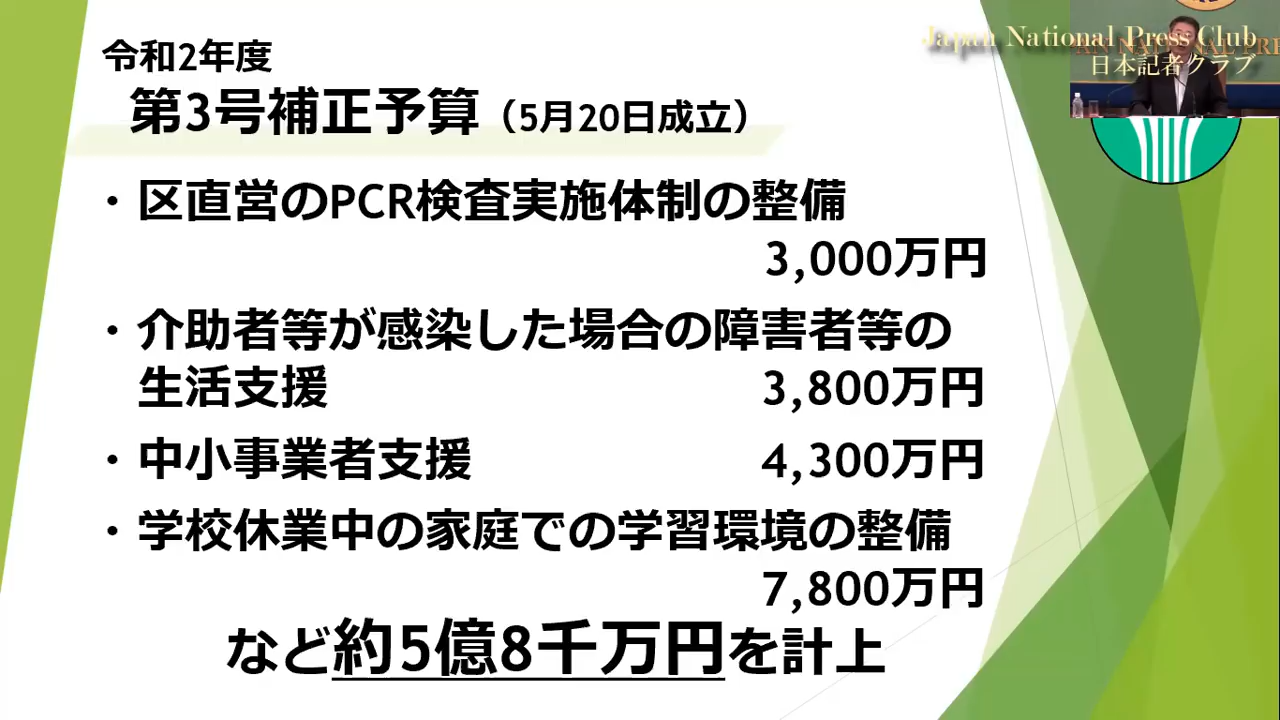 Japan National Press Club
日本記者クラブ
令和2年度
第3号補正予算（5月20日成立）
・区直営のPCR検査実施体制の整備
3,000万円
・介助者等が感染した場合の障害者等の
生活支援 3,800万円
・中小事業者支援 4,300万円
・学校休業中の家庭での学習環境の整備
7,800万円
など約5億8千万円を計上